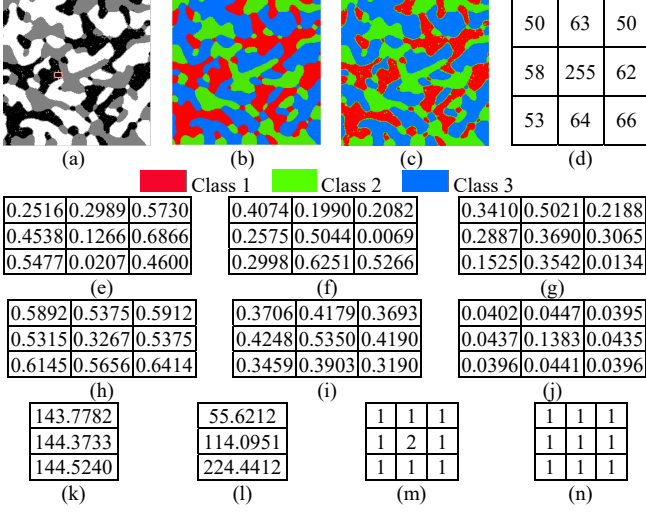 50 63 50
58 255 62
53 64 66
(a) (b) (c) (d)
Class 1 Class 2 Class 3
0.2516 0.2989 0.5730 0.4074 0.1990 0.2082 0.3410 0.5021 0.2188
0.4538 0.1266 0.6866 0.2575 0.5044 0.0069 0.2887 0.3690 0.3065
0.5477 0.0207 0.4600 0.2998 0.6251 0.5266 0.1525 0.3542 0.0134
(e) (f) (g)
0.5892 0.5375 0.5912 0.3706 0.4179 0.3693 0.0402 0.0447 0.0395
0.5315 0.3267 0.5375 0.4248 0.5350 0.4190 0.0437 0.1383 0.0435
0.6145 0.5656 0.6414 0.3459 0.3903 0.3190 0.0396 0.0441 0.0396
(h) (i) (j)
143.7782 55.6212 1 1 1 1 1 1
144.3733 114.0951 1 2 1 1 1 1
144.5240 224.4412 1 1 1 1 1 1
(k) (l) (m) (n)